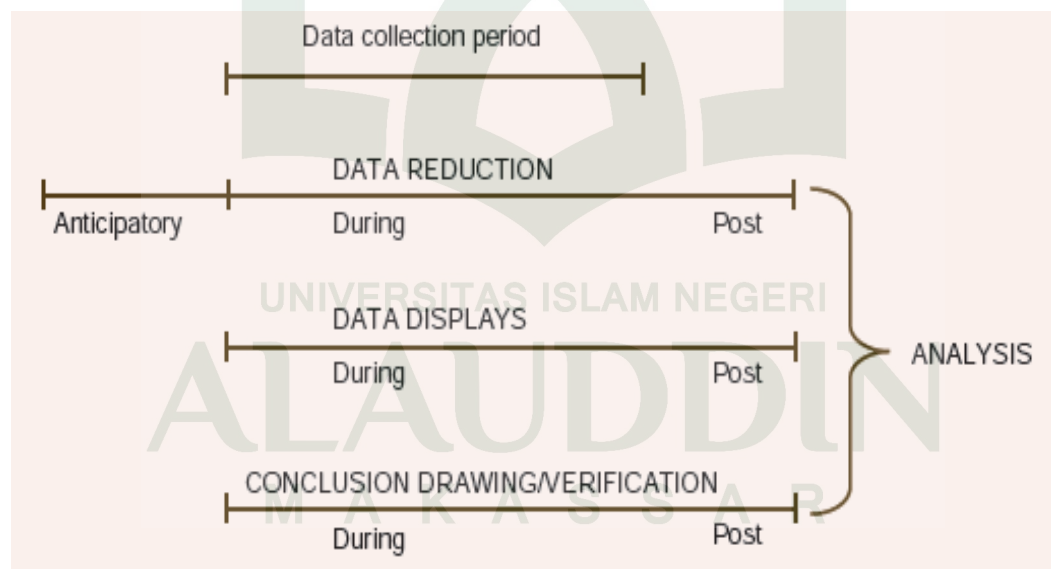 Data collection period
DATA REDUCTION
Anticipatory During Post
UNIVERSITAS ISLAM NEGERI
DATA DISPLAYS
During Post
ANALYSIS
ALAUDDIN
CONCLUSION DRAWING/VERIFICATION
MAKASSAR
During Post